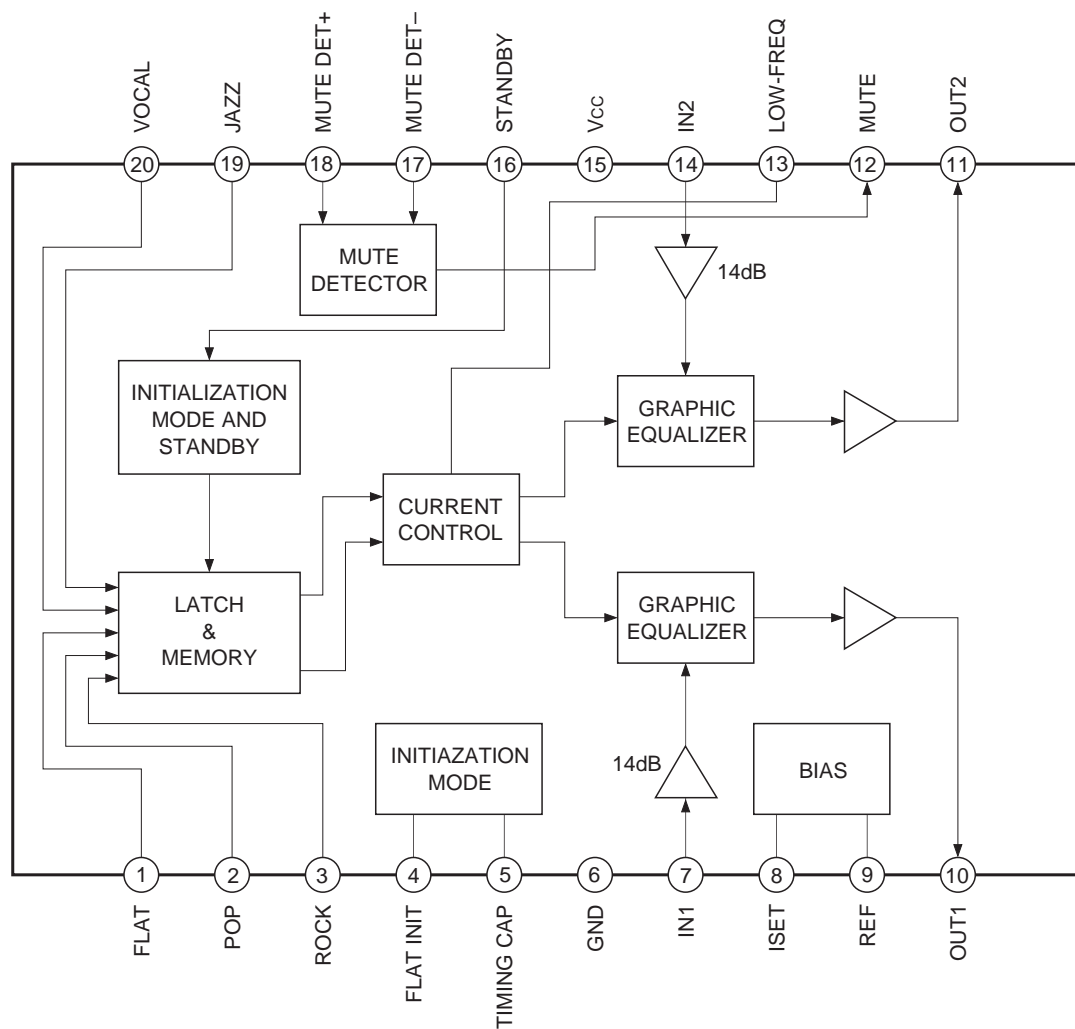 VOCAL
JAZZ
MUTE DET+
MUTE DET–
STANDBY
VCC
IN2
LOW-FREQ
MUTE
OUT2
20
19
18
17
16
15
14
13
12
11
MUTE
DETECTOR
14dB
INITIALIZATION
MODE AND
STANDBY
GRAPHIC
EQUALIZER
CURRENT
CONTROL
LATCH
&
MEMORY
GRAPHIC
EQUALIZER
INITIAZATION
MODE
14dB
BIAS
1
2
3
4
5
6
7
8
9
10
FLAT
POP
ROCK
FLAT INIT
TIMING CAP
GND
IN1
ISET
REF
OUT1